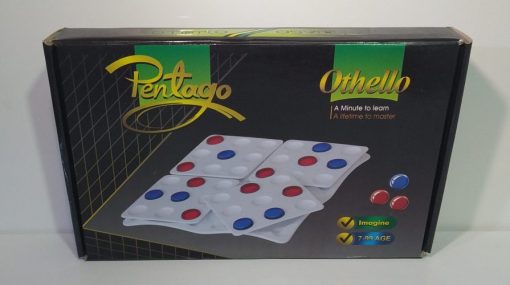 Pentago
Othello
A Minute to learn
A lifetime to master
Imagine
7-99 AGE